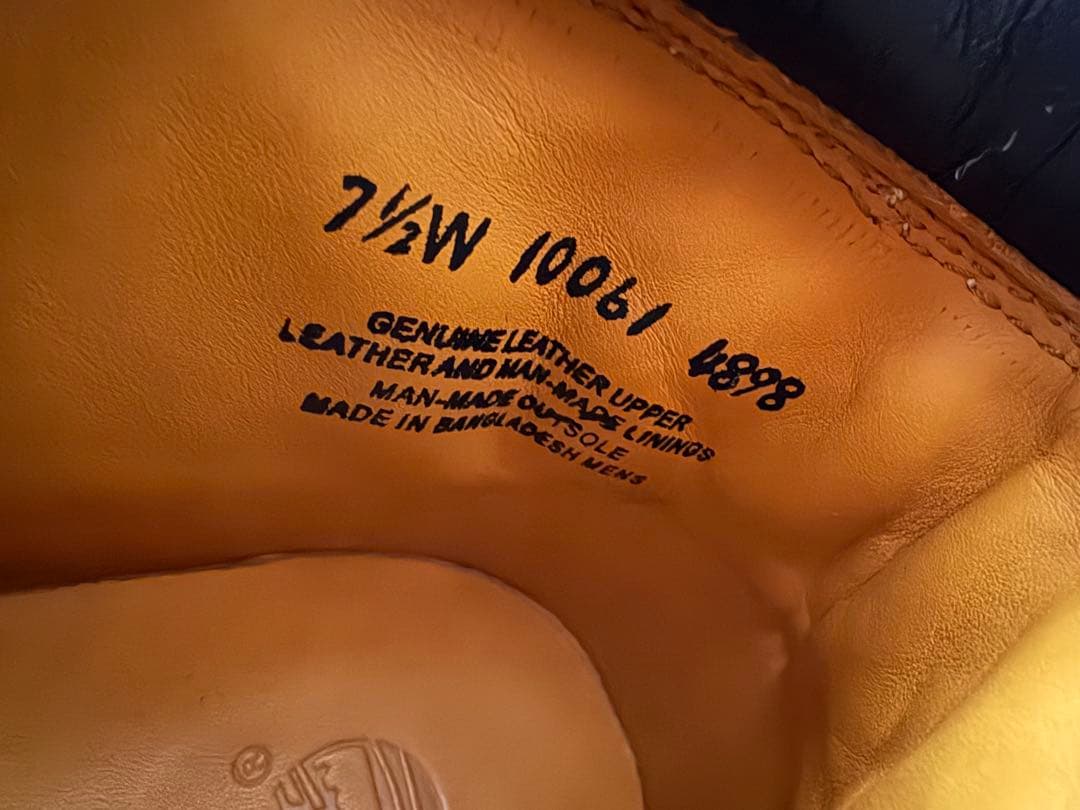 7½W 10061 4898
GENUINE LEATHER UPPER
LEATHER AND MAN-MADE LININGS
MAN-MADE OUTSOLE
MADE IN BANGLADESH MENS
®